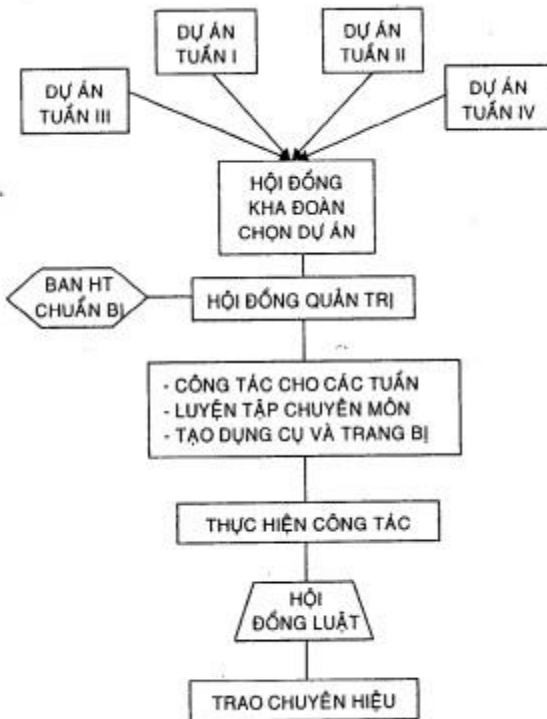 DỰ ÁN
TUẦN I
DỰ ÁN
TUẦN II
DỰ ÁN
TUẦN III
DỰ ÁN
TUẦN IV
HỘI ĐỒNG
KHA ĐOÀN
CHỌN DỰ ÁN
BAN HT
CHUẨN BỊ
HỘI ĐỒNG QUẢN TRỊ
- CÔNG TÁC CHO CÁC TUẦN
- LUYỆN TẬP CHUYÊN MÔN
- TẠO DỤNG CỤ VÀ TRANG BỊ
THỰC HIỆN CÔNG TÁC
HỘI
ĐỒNG LUẬT
TRAO CHUYÊN HIỆU